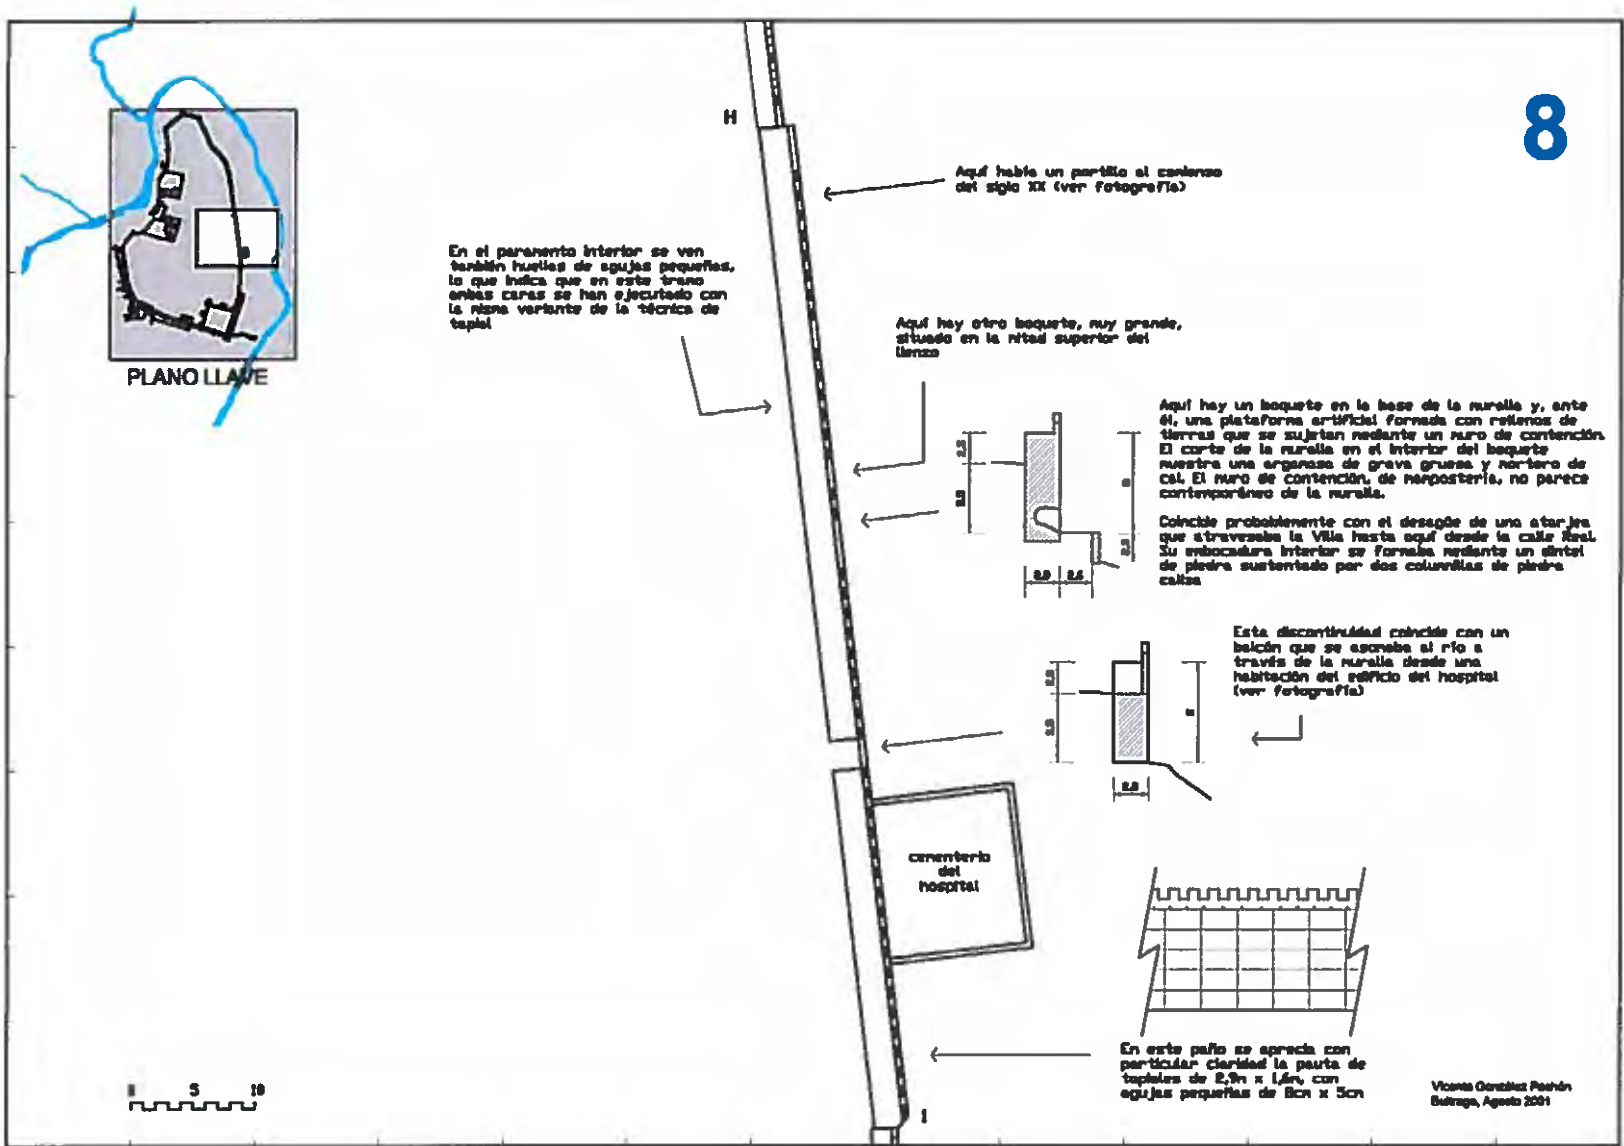 8
PLANO LLAVE
H
Aquí había un portillo al comienzo
del siglo XX (ver fotografía)
En el paramento interior se ven
también huellas de agujas pequeñas,
lo que indica que en este tramo
ambas caras se han ejecutado con
la misma variante de la técnica de
tapial
Aquí hay otro boquete, muy grande,
situado en la mitad superior del
lienzo
Aquí hay un boquete en la base de la muralla y, ante
él, una plataforma artificial formada con rellenos de
tierras que se sujetan mediante un muro de contención.
El corte de la muralla en el interior del boquete
muestra una argamasa de grava gruesa y mortero de
cal. El muro de contención, de mampostería, no parece
contemporáneo de la muralla.
Coincide probablemente con el desagüe de una atarjea
que atravesaba la Villa hasta aquí desde la calle Real.
Su embocadura interior se formaba mediante un dintel
de piedra sustentado por dos columnillas de piedra
caliza
Esta discontinuidad coincide con un
balcón que se asomaba al río a
través de la muralla desde una
habitación del edificio del hospital
(ver fotografía)
cementerio
del
hospital
En este paño se aprecia con
particular claridad la pauta de
tapiales de 2,9m x 1,6m, con
agujas pequeñas de 8cm x 5cm
5 10
I
Vicente González Pachón
Buitrago, Agosto 2001